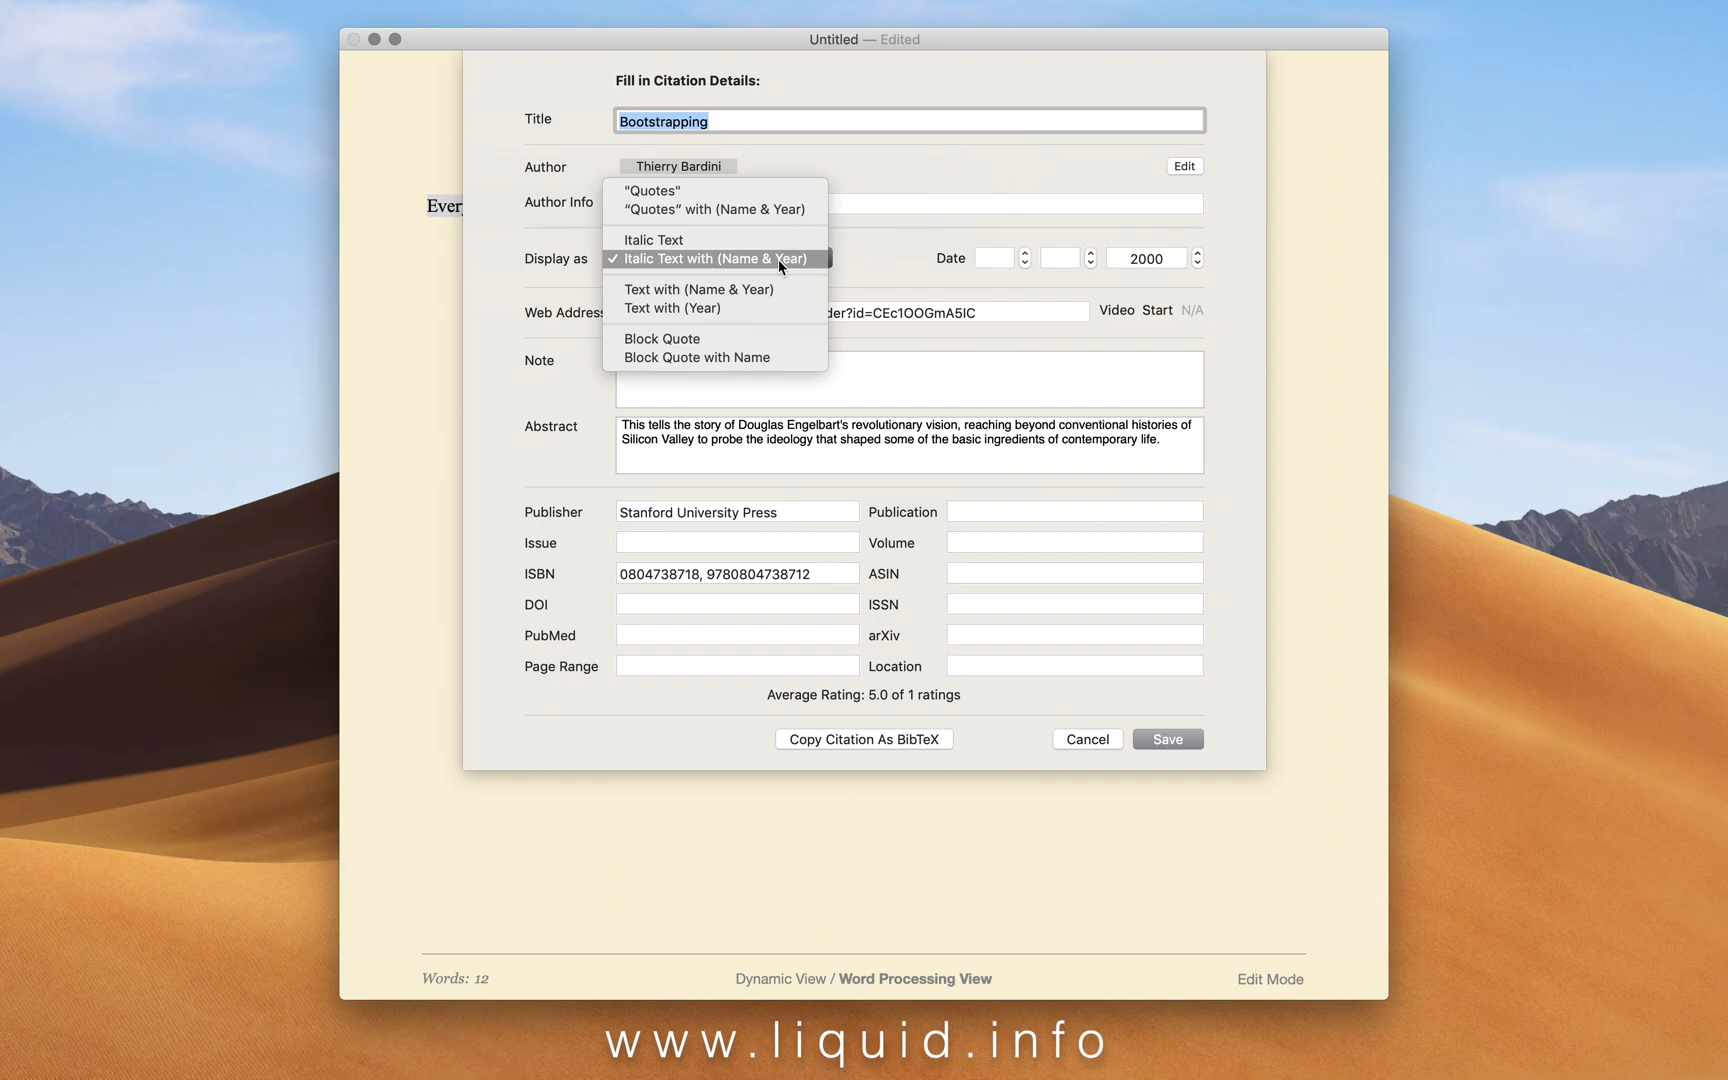 Untitled — Edited
Fill in Citation Details:
Title
Bootstrapping
Author
Thierry Bardini
Edit
Every
Author Info
"Quotes"
“Quotes” with (Name & Year)
Italic Text
Display as
✓ Italic Text with (Name & Year)
Date
2000
Text with (Name & Year)
Text with (Year)
Web Address
der?id=CEc1OOGmA5IC
Video Start N/A
Block Quote
Block Quote with Name
Note
Abstract
This tells the story of Douglas Engelbart's revolutionary vision, reaching beyond conventional histories of
Silicon Valley to probe the ideology that shaped some of the basic ingredients of contemporary life.
Publisher
Stanford University Press
Publication
Issue
Volume
ISBN
0804738718, 9780804738712
ASIN
DOI
ISSN
PubMed
arXiv
Page Range
Location
Average Rating: 5.0 of 1 ratings
Copy Citation As BibTeX
Cancel
Save
Words: 12
Dynamic View / Word Processing View
Edit Mode
www.liquid.info